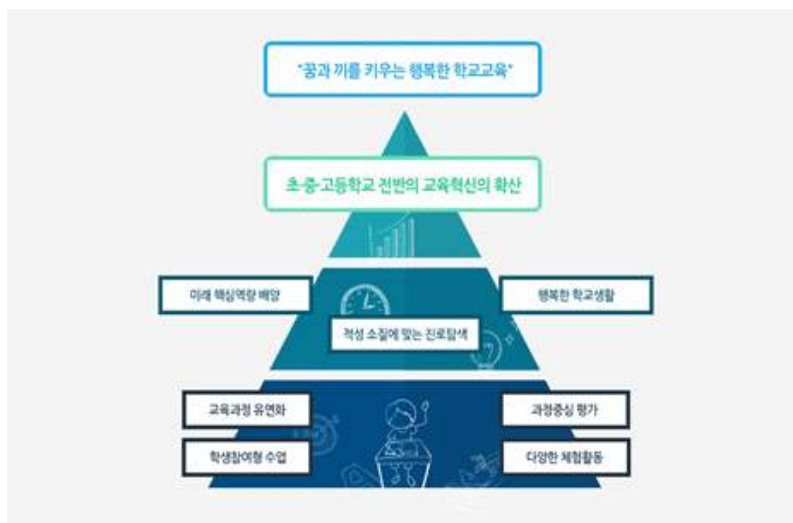 "꿈과 끼를 키우는 행복한 학교교육"
초·중·고등학교 전반의 교육혁신의 확산
미래 핵심역량 배양
행복한 학교생활
적성 소질에 맞는 진로탐색
교육과정 유연화
과정중심 평가
학생참여형 수업
다양한 체험활동